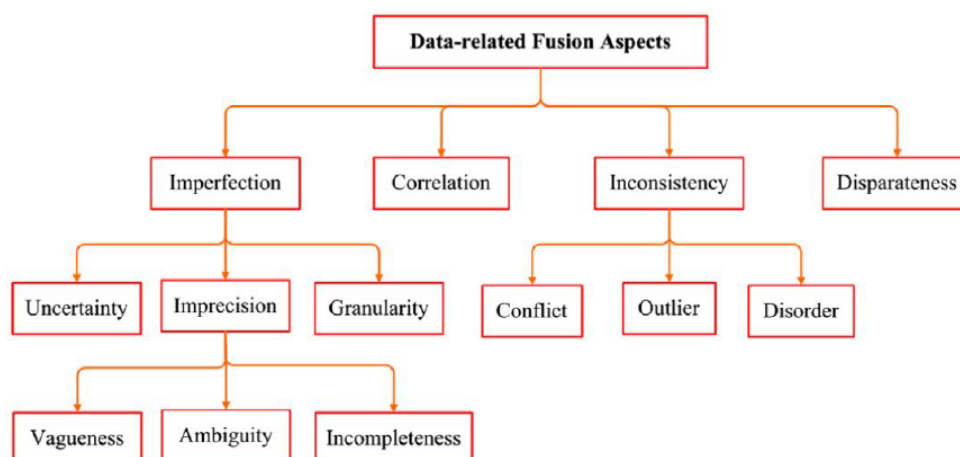 Data-related Fusion Aspects
Imperfection
Correlation
Inconsistency
Disparateness
Uncertainty
Imprecision
Granularity
Conflict
Outlier
Disorder
Vagueness
Ambiguity
Incompleteness